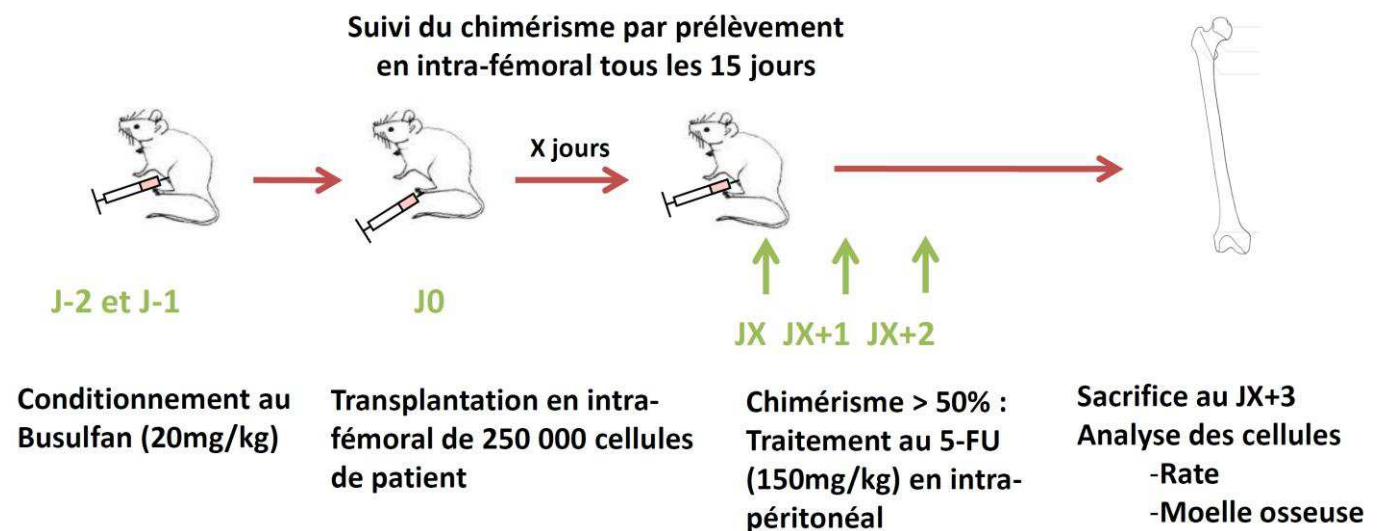 Suivi du chimérisme par prélèvement
en intra-fémoral tous les 15 jours
X jours
J-2 et J-1
J0
JX JX+1 JX+2
Conditionnement au
Busulfan (20mg/kg)
Transplantation en intra-
fémoral de 250 000 cellules
de patient
Chimérisme > 50% :
Traitement au 5-FU
(150mg/kg) en intra-
péritonéal
Sacrifice au JX+3
Analyse des cellules
-Rate
-Moelle osseuse